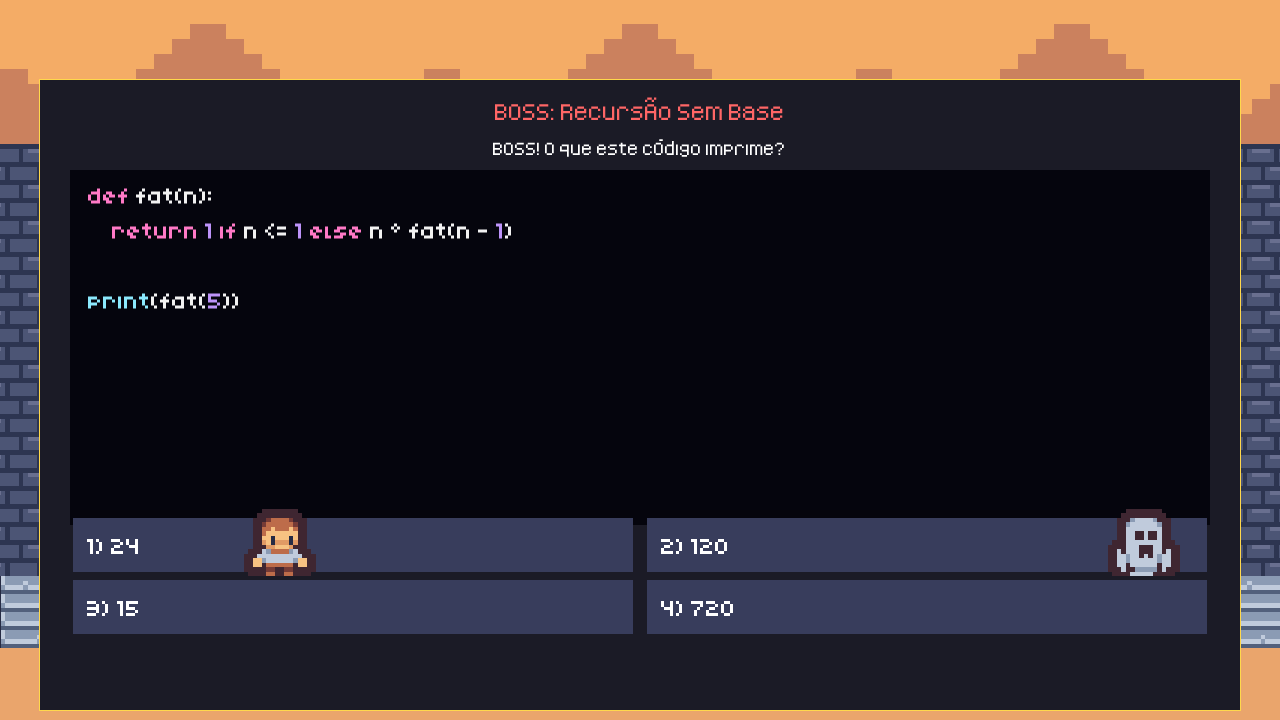 BOSS: RecursÃo Sem Base
BOSS! O que este cÓdigo imprime?
def fat(n):
return 1 if n <= 1 else n * fat(n - 1)
print(fat(5))
1) 24
2) 120
3) 15
4) 720